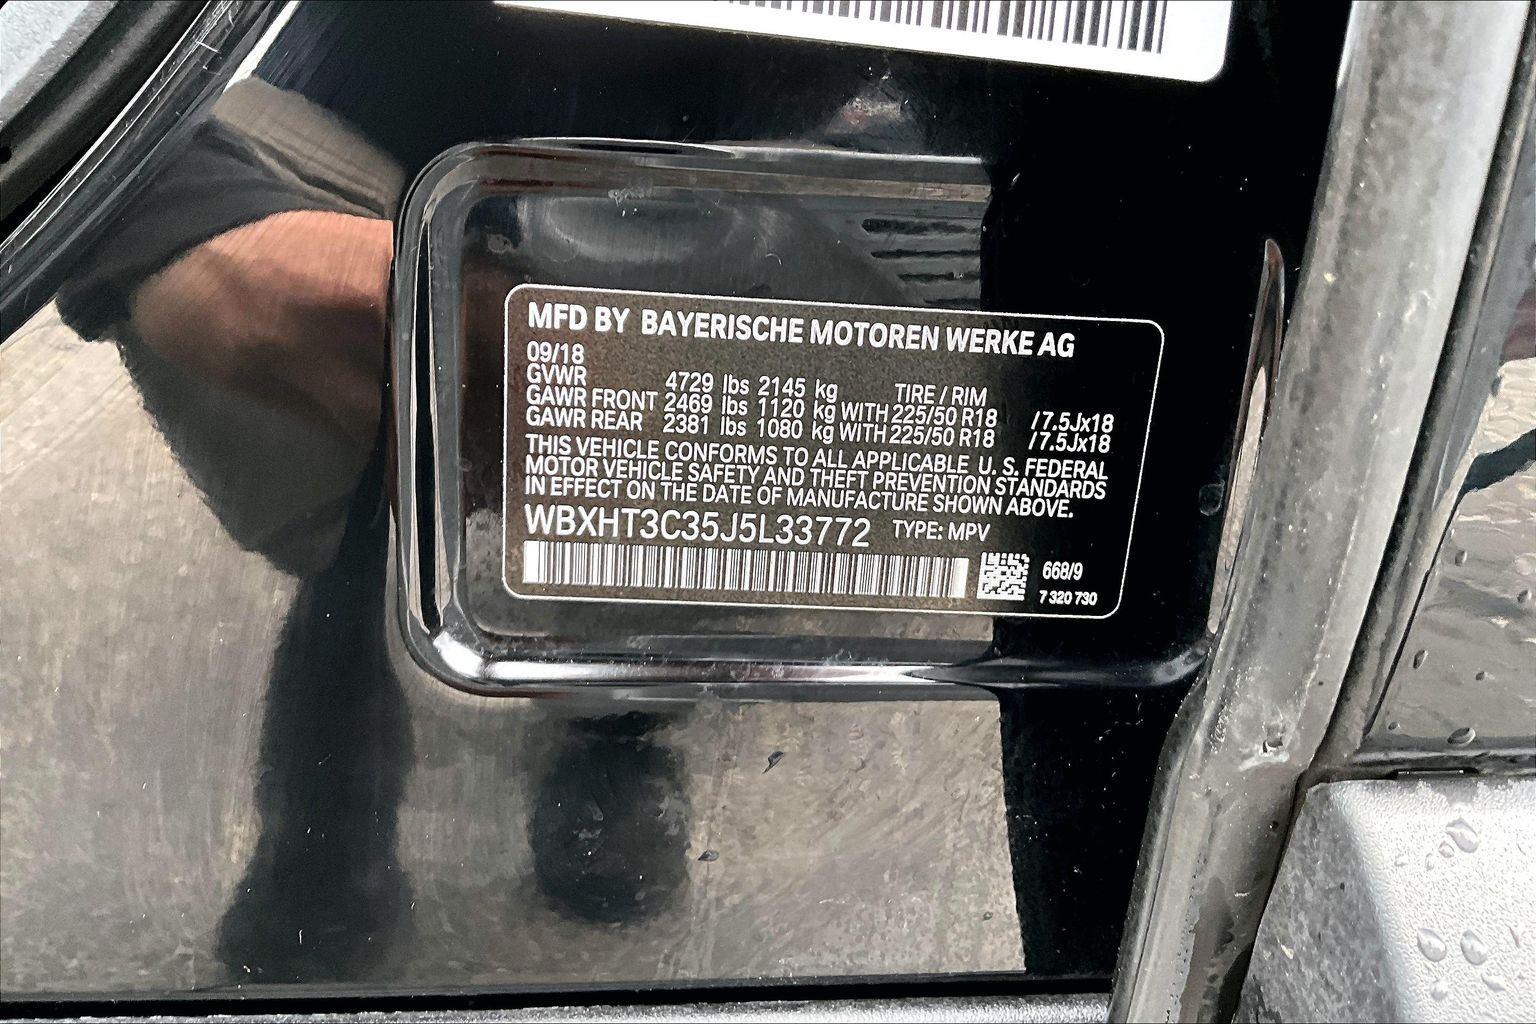 MFD BY BAYERISCHE MOTOREN WERKE AG
09/18
GVWR 4729 lbs 2145 kg TIRE / RIM
GAWR FRONT 2469 lbs 1120 kg WITH 225/50 R18 /7.5Jx18
GAWR REAR 2381 lbs 1080 kg WITH 225/50 R18 /7.5Jx18
THIS VEHICLE CONFORMS TO ALL APPLICABLE U. S. FEDERAL
MOTOR VEHICLE SAFETY AND THEFT PREVENTION STANDARDS
IN EFFECT ON THE DATE OF MANUFACTURE SHOWN ABOVE.
WBXHT3C35J5L33772 TYPE: MPV
668/9
7 320 730